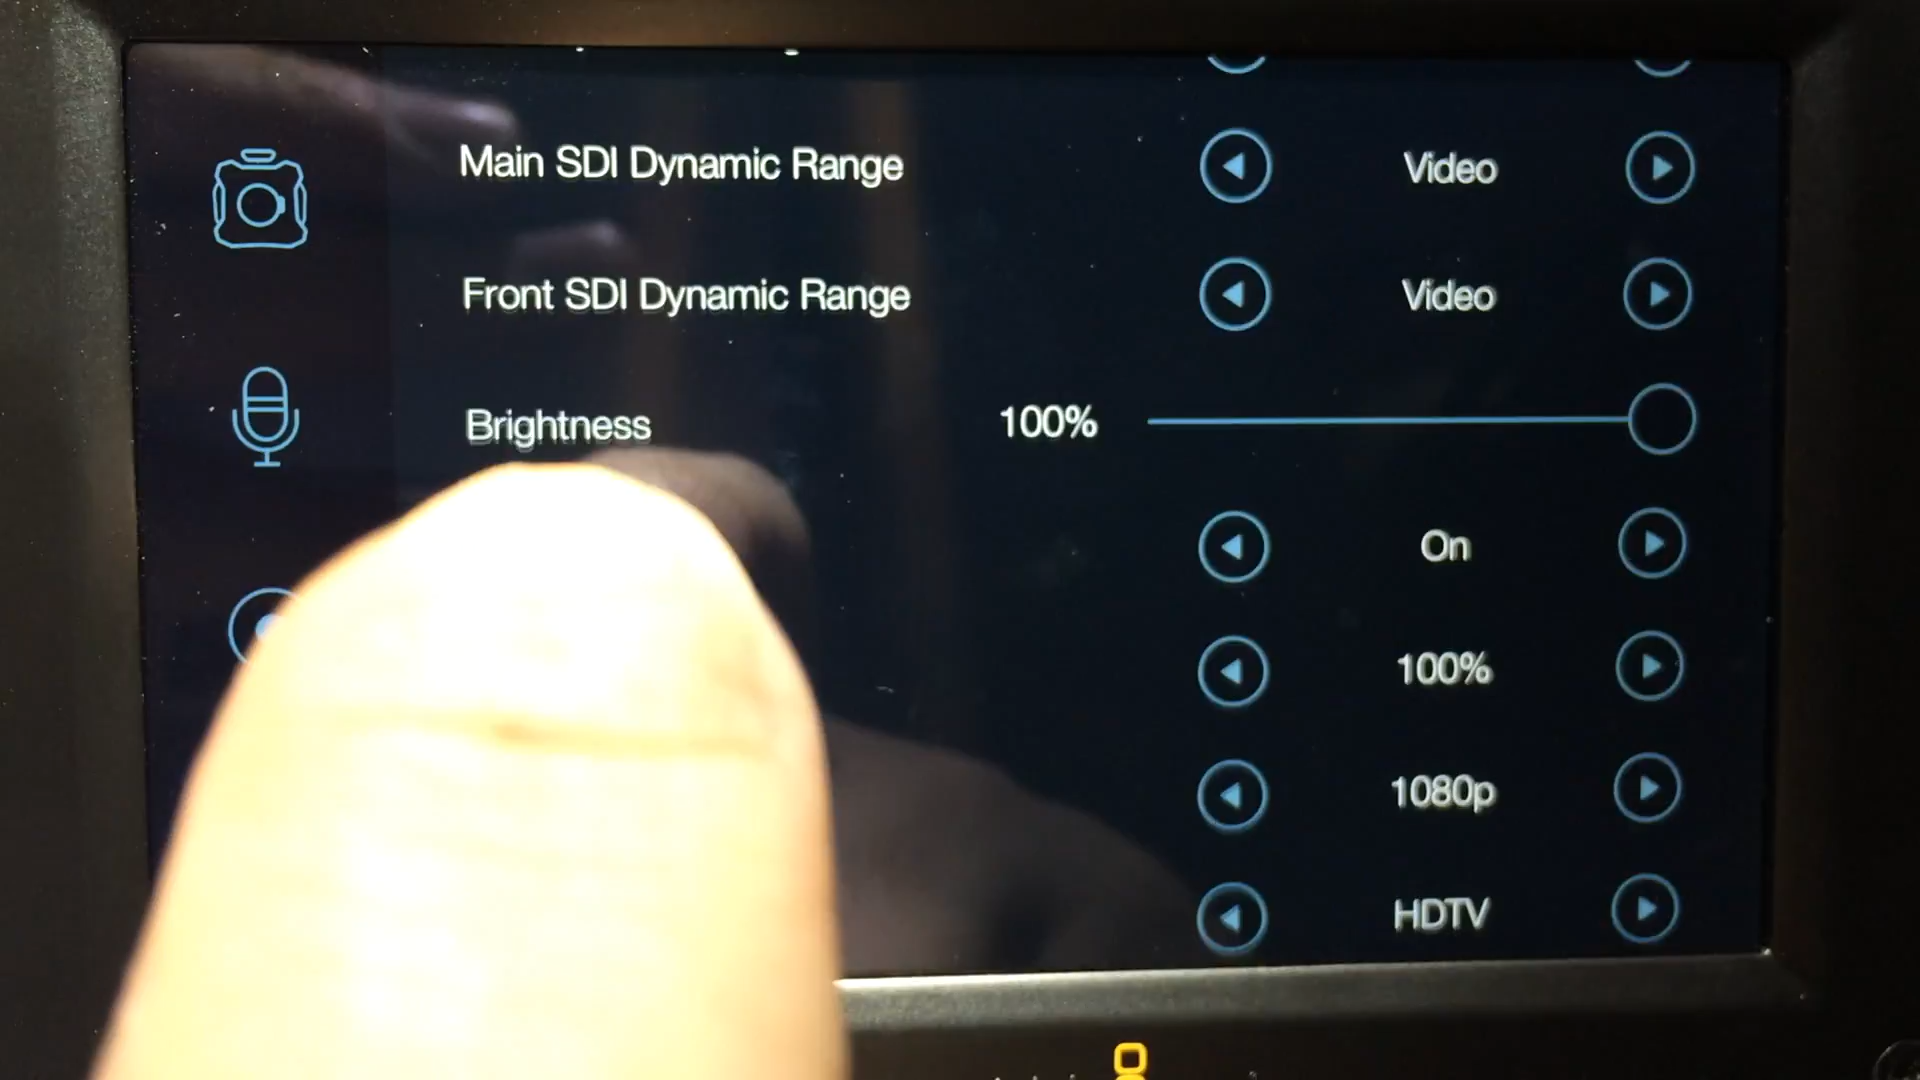 Main SDI Dynamic Range Video
Front SDI Dynamic Range Video
Brightness 100%
On
100%
1080p
HDTV